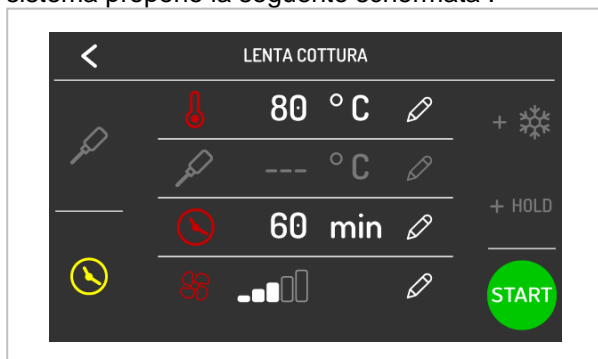 sistema propone la seguente schermata :
LENTA COTTURA
80 °C
+
--- °C
60 min
+ HOLD
START